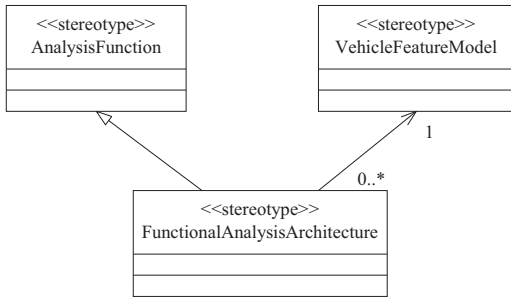 <<stereotype>>
AnalysisFunction
<<stereotype>>
VehicleFeatureModel
1
0..*
<<stereotype>>
FunctionalAnalysisArchitecture